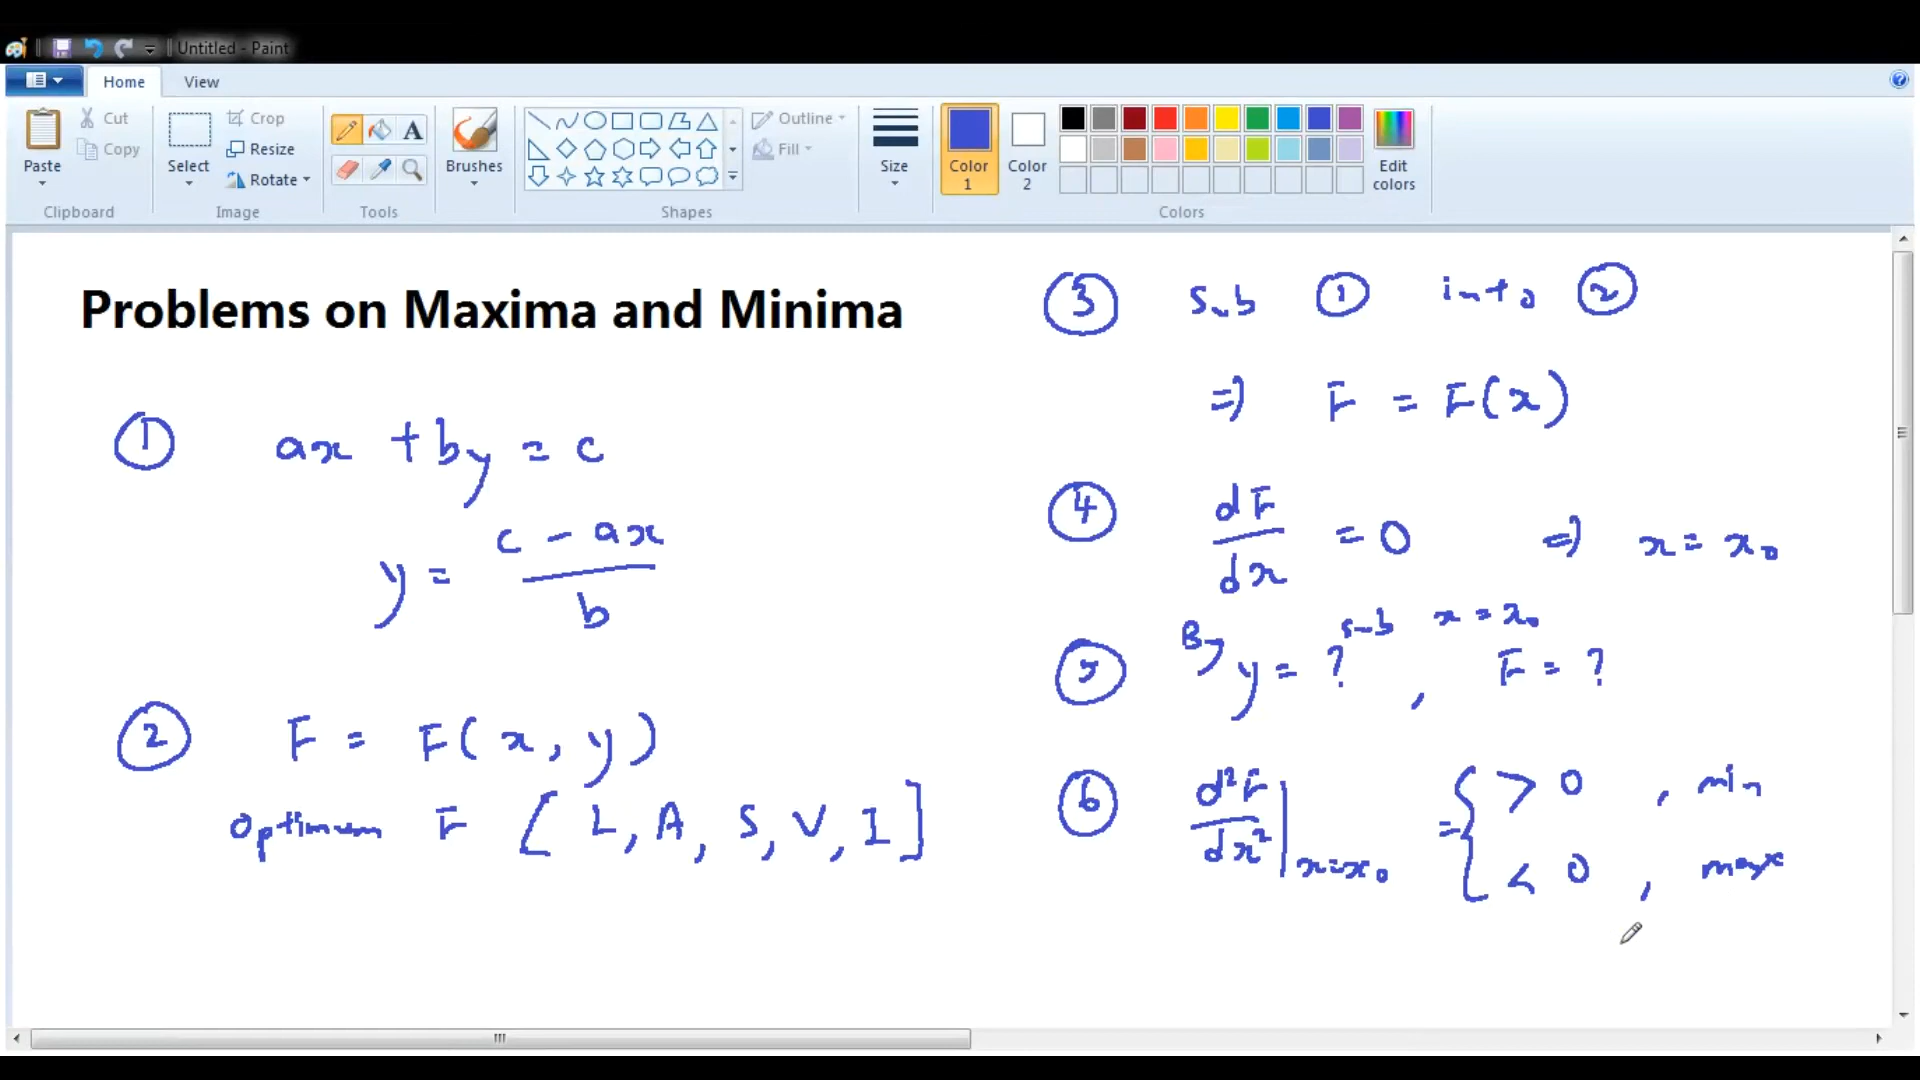 Untitled - Paint
Home View
Paste
Cut
Copy
Clipboard
Select
Crop
Resize
Rotate
Image
Tools
Brushes
Shapes
Outline
Fill
Size
Color 1
Color 2
Edit colors
Colors
Problems on Maxima and Minima
① ax + by = c
y = (c - ax)/b
② F = F(x, y)
optimum F [L, A, S, V, I]
③ sub ① into ②
⇒ F = F(x)
④ dF/dx = 0 ⇒ x = x₀
⑤ By sub x = x₀
y = ? , F = ?
⑥ d²F/dx² | x=x₀ = { > 0 , min
< 0 , max